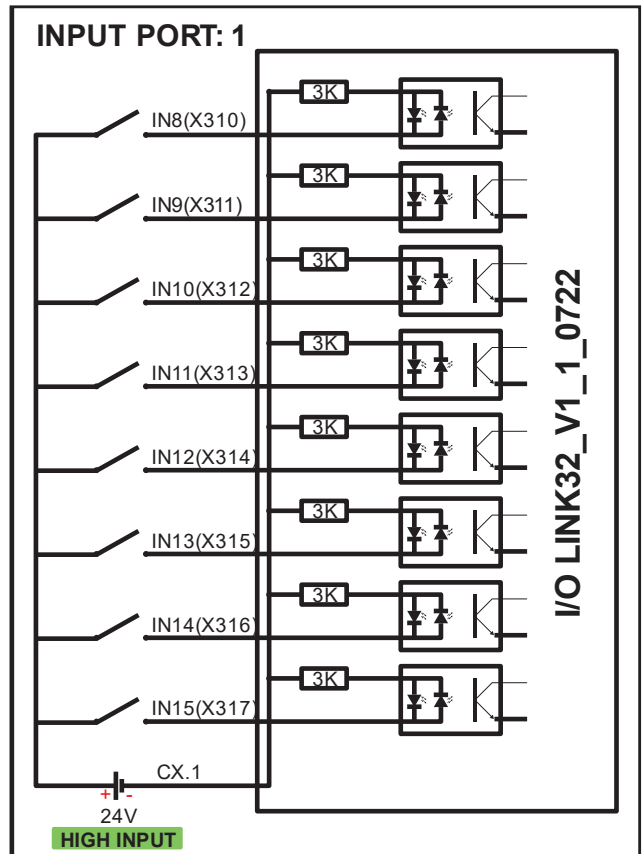 INPUT PORT: 1
3K
IN8(X310)
3K
IN9(X311)
3K
IN10(X312)
3K
IN11(X313)
3K
IN12(X314)
3K
IN13(X315)
3K
IN14(X316)
3K
IN15(X317)
I/O LINK32_V1_1_0722
CX.1
+ -
24V
HIGH INPUT